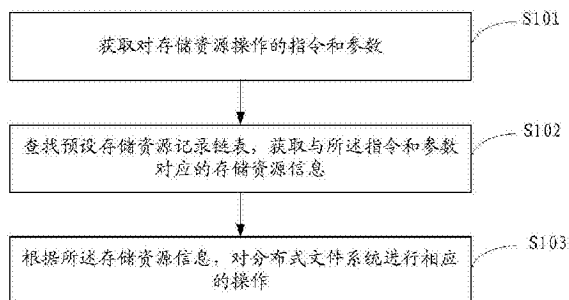 获取对存储资源操作的指令和参数
S101
查找预设存储资源记录链表，获取与所述指令和参数
对应的存储资源信息
S102
根据所述存储资源信息，对分布式文件系统进行相应
的操作
S103